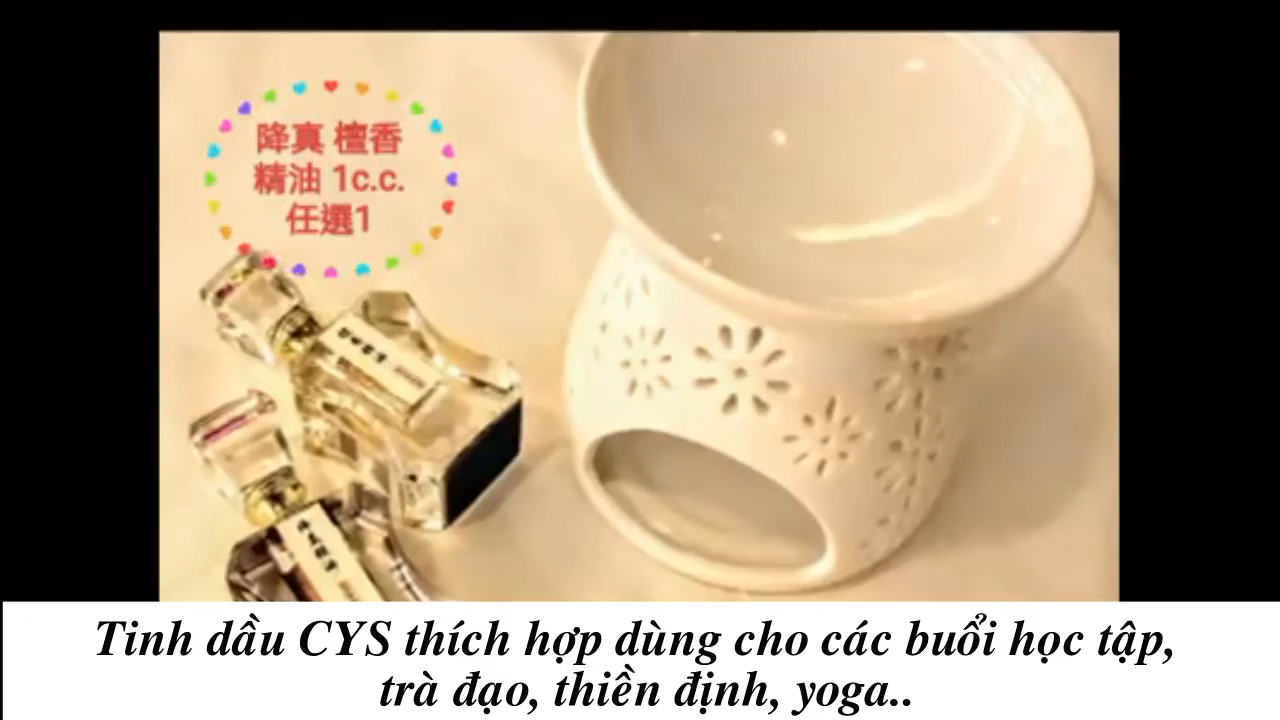 降真 檀香
精油 1c.c.
任選1
Tinh dầu CYS thích hợp dùng cho các buổi học tập,
trà đạo, thiền định, yoga..